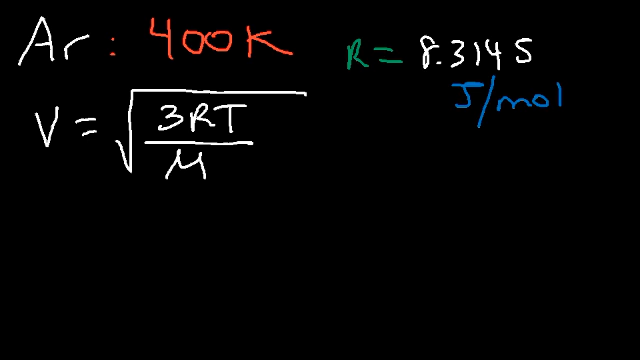 Ar : 400K
R = 8.3145
J/mol
V = √(3RT/M)